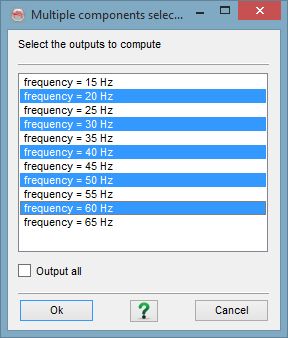 Multiple components selec...
Select the outputs to compute
frequency = 15 Hz
frequency = 20 Hz
frequency = 25 Hz
frequency = 30 Hz
frequency = 35 Hz
frequency = 40 Hz
frequency = 45 Hz
frequency = 50 Hz
frequency = 55 Hz
frequency = 60 Hz
frequency = 65 Hz
Output all
Ok
?
Cancel